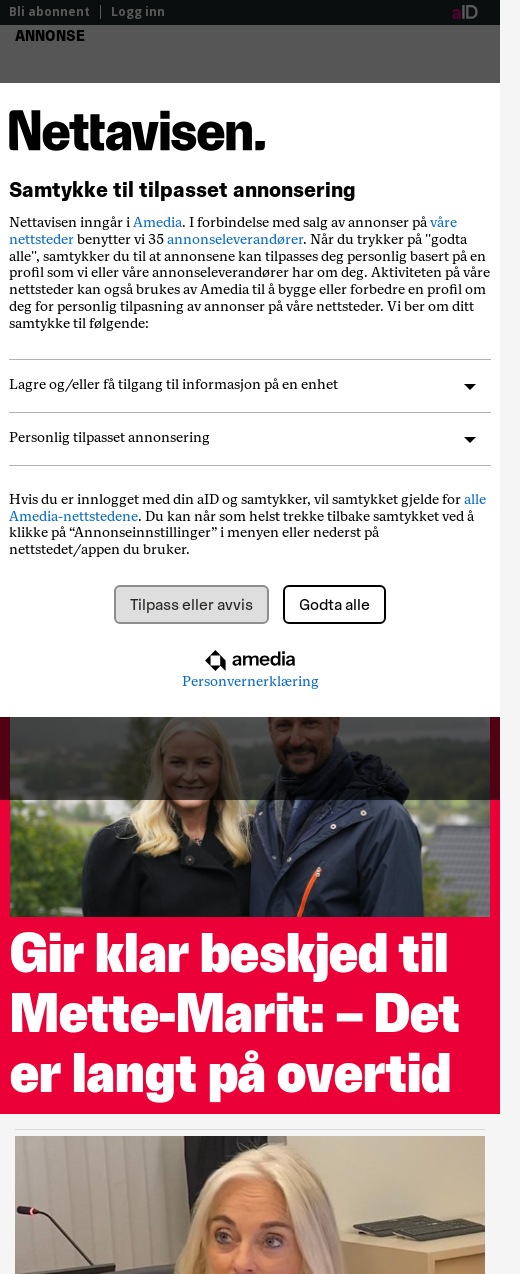 Bli abonnent | Logg inn aID
ANNONSE
Nettavisen.
Samtykke til tilpasset annonsering
Nettavisen inngår i Amedia. I forbindelse med salg av annonser på våre
nettsteder benytter vi 35 annonseleverandører. Når du trykker på "godta
alle", samtykker du til at annonsene kan tilpasses deg personlig basert på en
profil som vi eller våre annonseleverandører har om deg. Aktiviteten på våre
nettsteder kan også brukes av Amedia til å bygge eller forbedre en profil om
deg for personlig tilpasning av annonser på våre nettsteder. Vi ber om ditt
samtykke til følgende:
Lagre og/eller få tilgang til informasjon på en enhet
Personlig tilpasset annonsering
Hvis du er innlogget med din aID og samtykker, vil samtykket gjelde for alle
Amedia-nettstedene. Du kan når som helst trekke tilbake samtykket ved å
klikke på “Annonseinnstillinger” i menyen eller nederst på
nettstedet/appen du bruker.
Tilpass eller avvis Godta alle
amedia
Personvernerklæring
Gir klar beskjed til
Mette-Marit: – Det
er langt på overtid